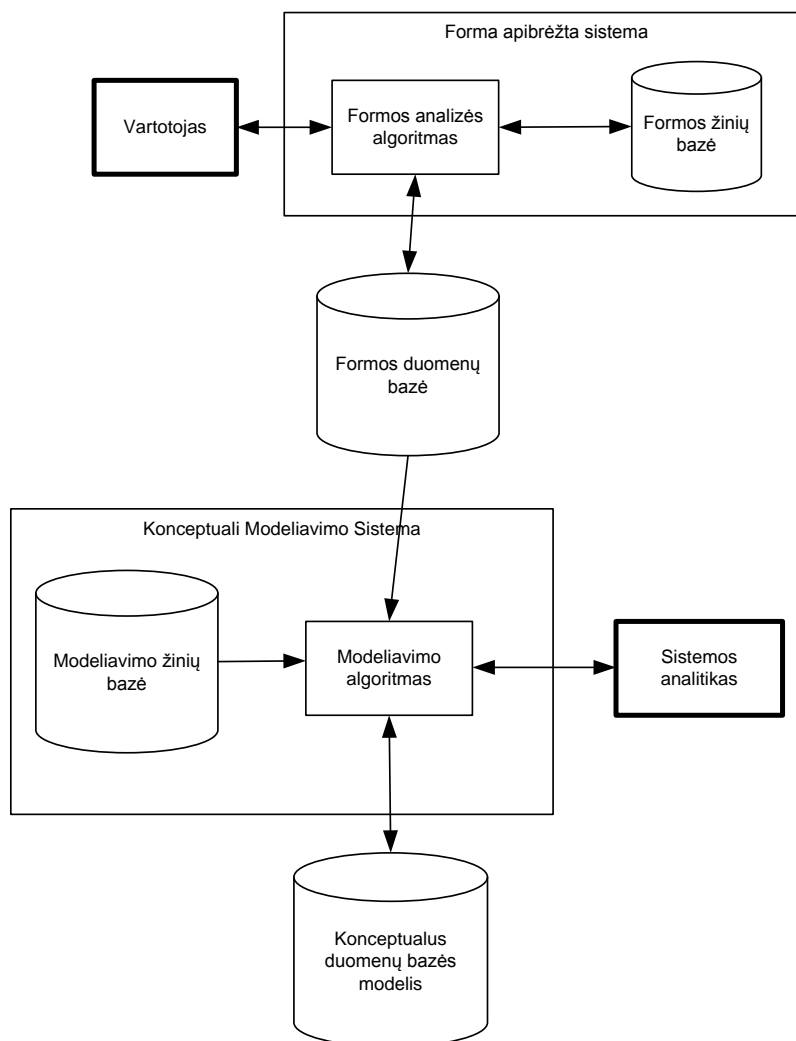 Forma apibrėžta sistema
Vartotojas
Formos analizės
algoritmas
Formos žinių
bazė
Formos duomenų
bazė
Konceptuali Modeliavimo Sistema
Modeliavimo žinių
bazė
Modeliavimo
algoritmas
Sistemos
analitikas
Konceptualus
duomenų bazės
modelis